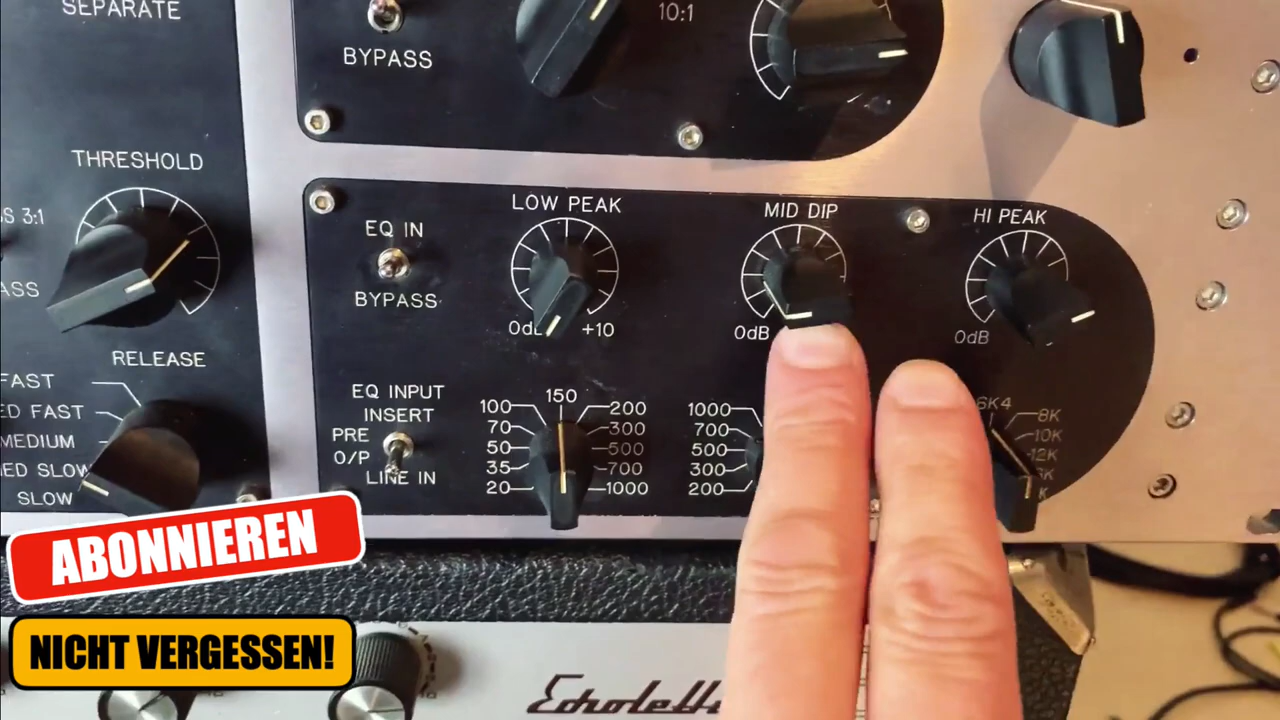 SEPARATE
BYPASS
10:1
THRESHOLD
S 3:1
ASS
RELEASE
FAST
ED FAST
MEDIUM
ED SLOW
SLOW
EQ IN
BYPASS
LOW PEAK
+10
MID DIP
0dB
HI PEAK
0dB
EQ INPUT
INSERT
PRE
O/P
LINE IN
150
100
70
50
35
20
200
300
500
700
1000
1000
700
500
300
200
6K4
8K
10K
12K
K
K
ABONNIEREN
NICHT VERGESSEN!